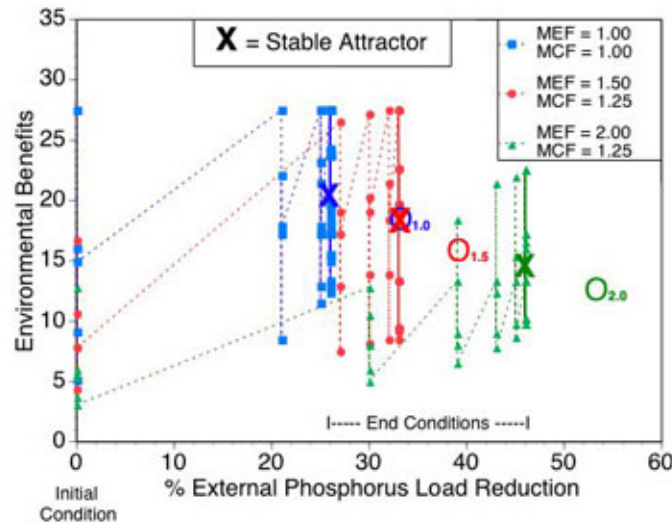 35
30
25
20
15
10
5
0
Environmental Benefits
X = Stable Attractor
MEF = 1.00
MCF = 1.00
MEF = 1.50
MCF = 1.25
MEF = 2.00
MCF = 1.25
X
X
O1.0
O1.5
X
O2.0
|----- End Conditions -----|
0 10 20 30 40 50 60
Initial
Condition
% External Phosphorus Load Reduction